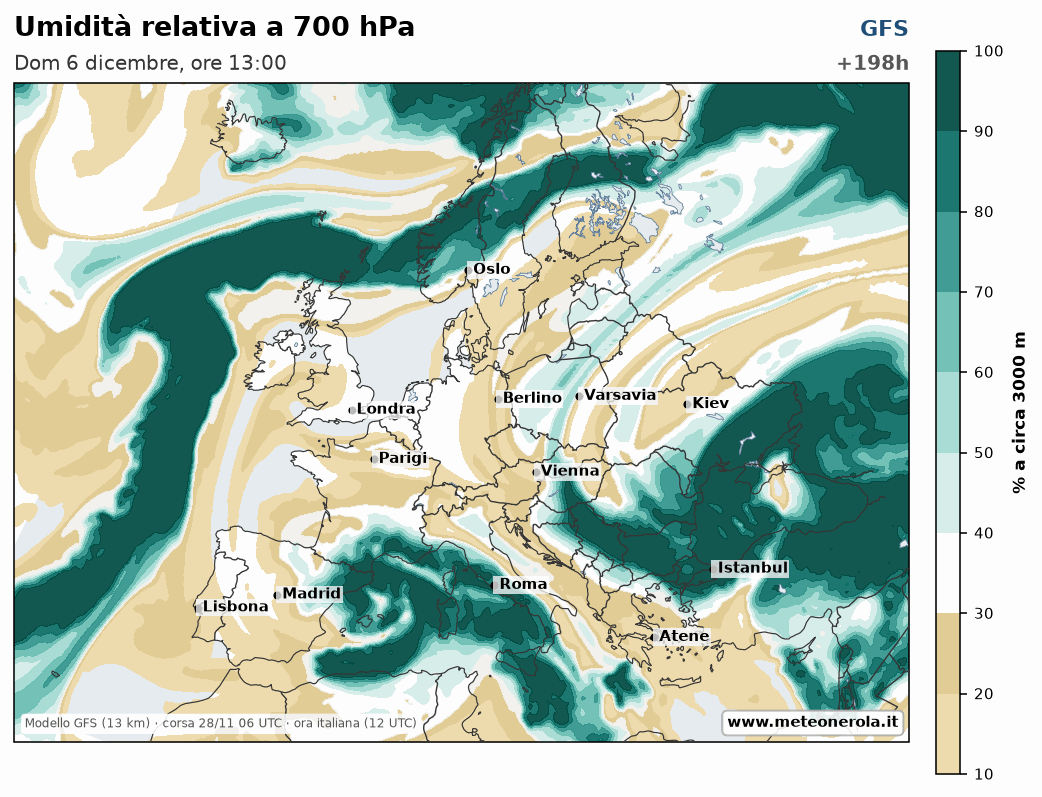 Umidità relativa a 700 hPa
GFS
Dom 6 dicembre, ore 13:00
+198h
100
90
80
70
60
50
40
30
20
10
% a circa 3000 m
Oslo
Londra
Berlino
Varsavia
Kiev
Parigi
Vienna
Istanbul
Roma
Madrid
Lisbona
Atene
Modello GFS (13 km) · corsa 28/11 06 UTC · ora italiana (12 UTC)
www.meteonerola.it